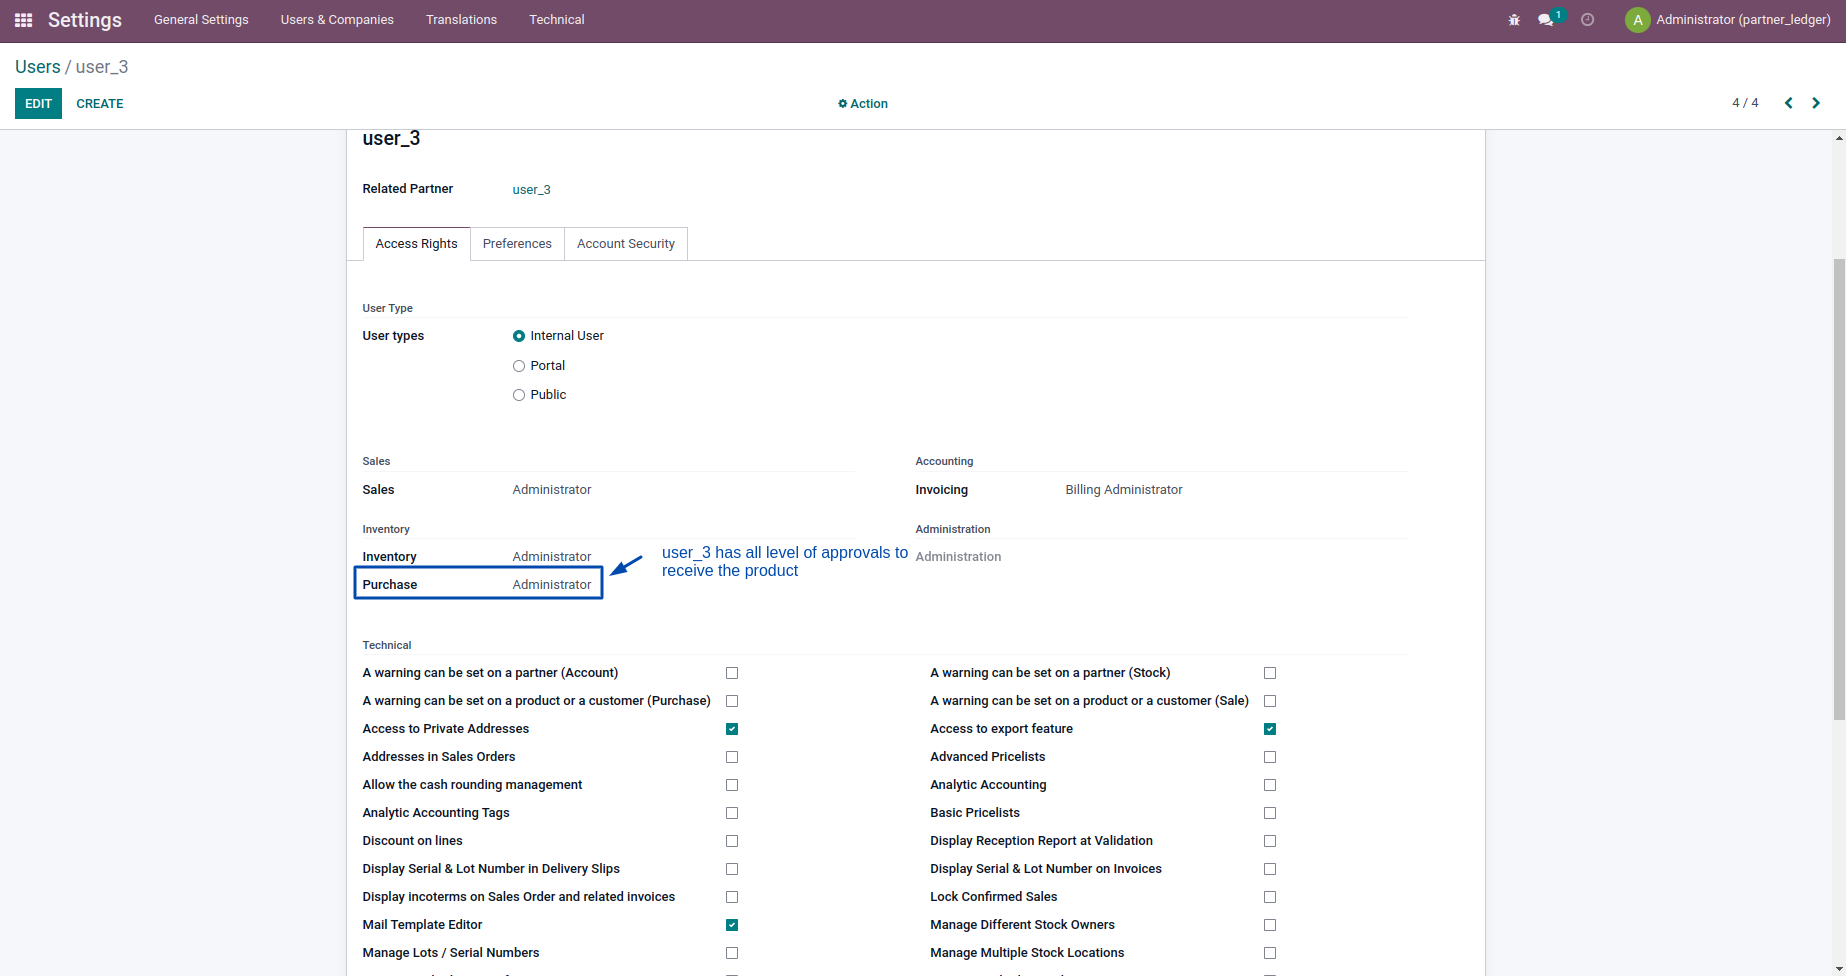 Settings General Settings Users & Companies Translations Technical 1 A Administrator (partner_ledger)
Users / user_3
EDIT CREATE Action 4 / 4
user_3
Related Partner user_3
Access Rights Preferences Account Security
User Type
User types Internal User
Portal
Public
Sales Accounting
Sales Administrator Invoicing Billing Administrator
Inventory Administration
Inventory Administrator user_3 has all level of approvals to Administration
receive the product
Purchase Administrator
Technical
A warning can be set on a partner (Account) A warning can be set on a partner (Stock)
A warning can be set on a product or a customer (Purchase) A warning can be set on a product or a customer (Sale)
Access to Private Addresses Access to export feature
Addresses in Sales Orders Advanced Pricelists
Allow the cash rounding management Analytic Accounting
Analytic Accounting Tags Basic Pricelists
Discount on lines Display Reception Report at Validation
Display Serial & Lot Number in Delivery Slips Display Serial & Lot Number on Invoices
Display incoterms on Sales Order and related invoices Lock Confirmed Sales
Mail Template Editor Manage Different Stock Owners
Manage Lots / Serial Numbers Manage Multiple Stock Locations